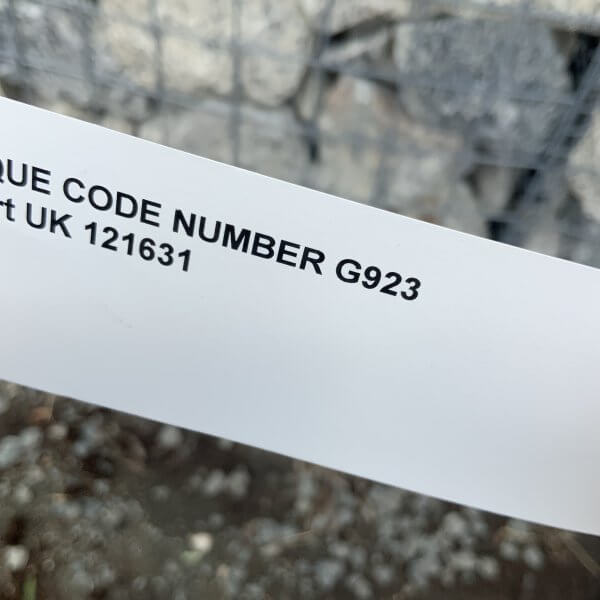 QUE CODE NUMBER G923
rt UK 121631